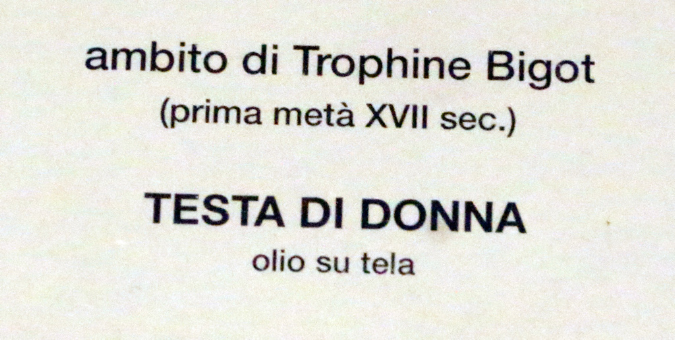 ambito di Trophine Bigot
(prima metà XVII sec.)
TESTA DI DONNA
olio su tela